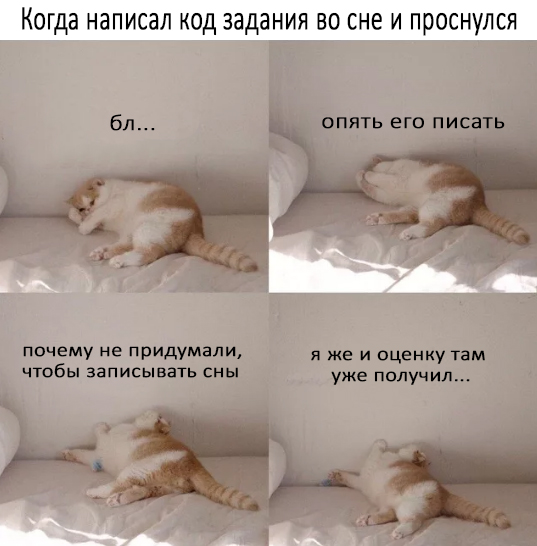 Когда написал код задания во сне и проснулся
бл...
опять его писать
почему не придумали,
чтобы записывать сны
я же и оценку там
уже получил...